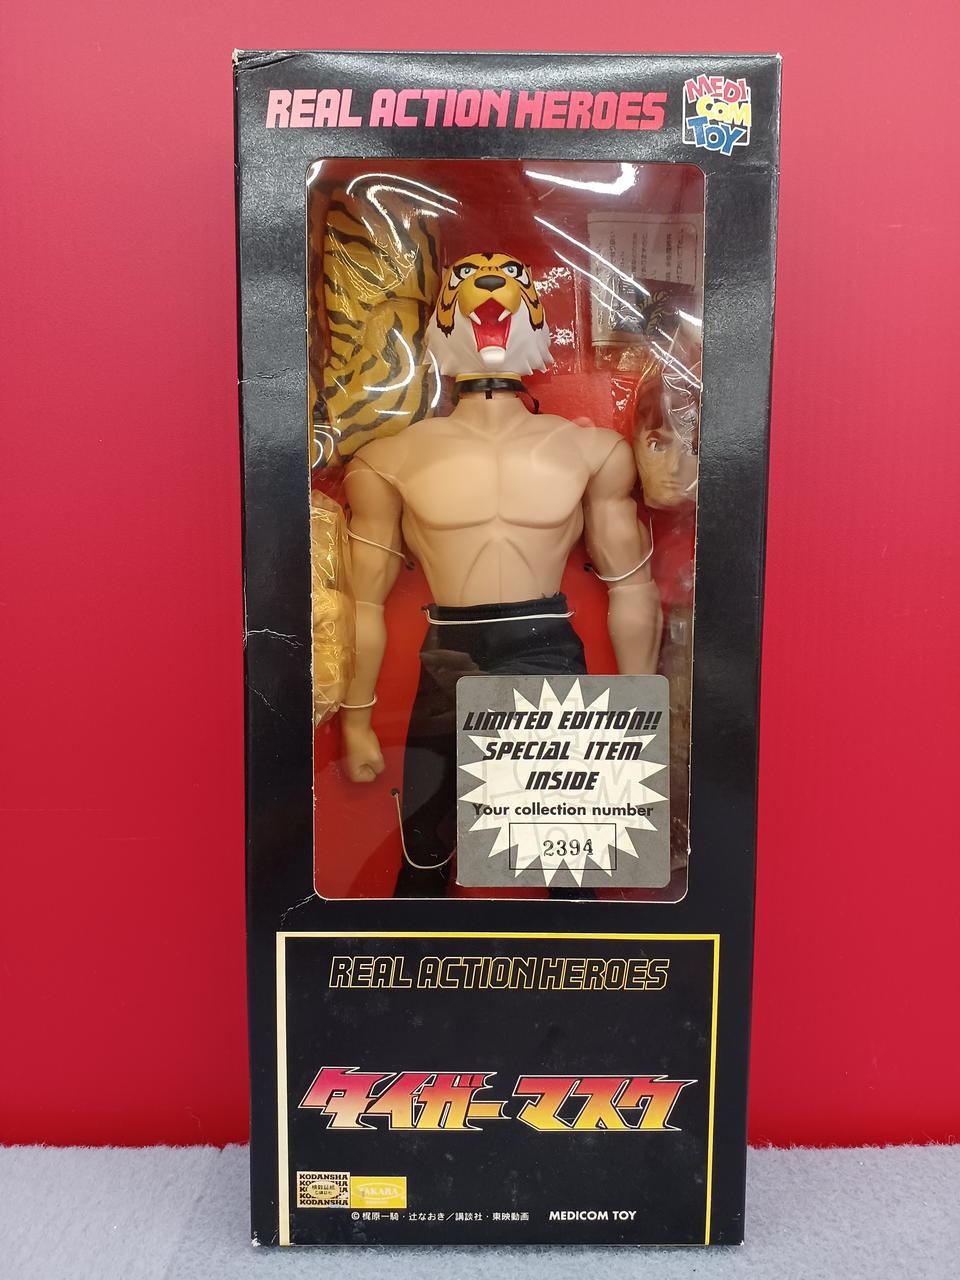 REAL ACTION HEROES
MEDI
COM
TOY
LIMITED EDITION!!
SPECIAL ITEM
INSIDE
Your collection number
2394
REAL ACTION HEROES
タイガーマスク
KODANSHA
KODANSHA
TAKARA
© 梶原一騎・辻なおき／講談社・東映動画 MEDICOM TOY